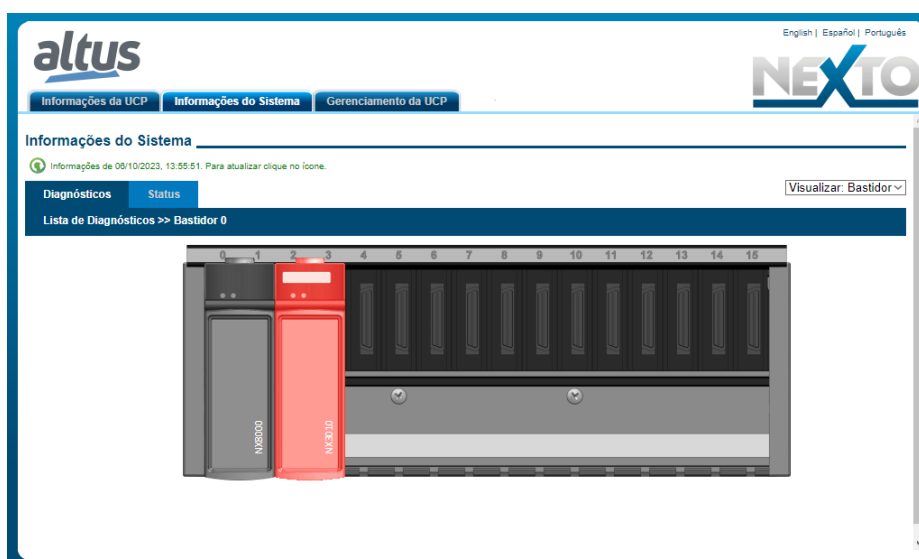 English | Español | Português
altus
NEXTO
Informações da UCP Informações do Sistema Gerenciamento da UCP
Informações do Sistema
Informações de 06/10/2023, 13:55:51. Para atualizar clique no ícone.
Diagnósticos Status Visualizar: Bastidor
Lista de Diagnósticos >> Bastidor 0
0 1 2 3 4 5 6 7 8 9 10 11 12 13 14 15
NX8000 NX3010